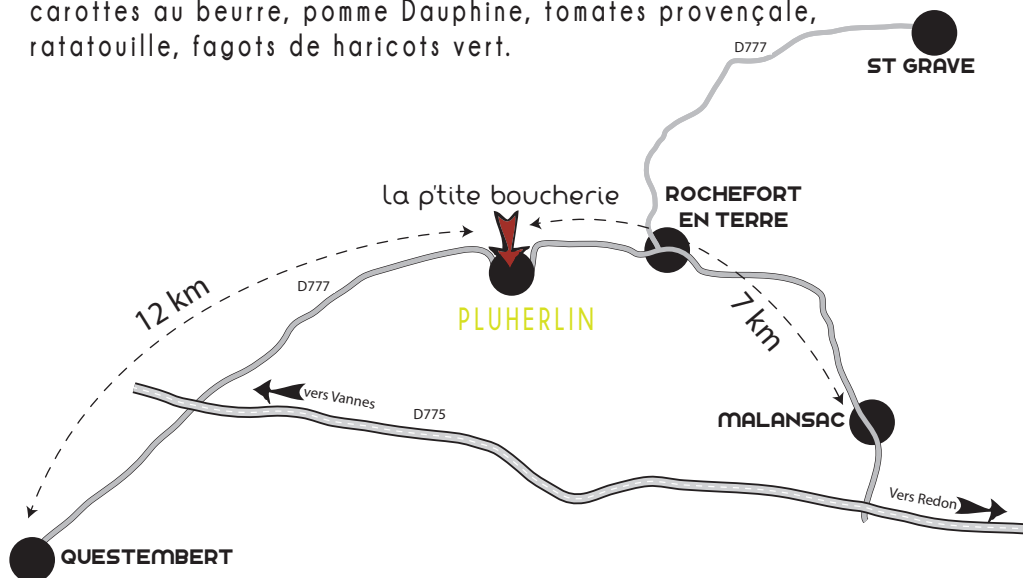 carottes au beurre, pomme Dauphine, tomates provençale,
ratatouille, fagots de haricots vert.
D777
ST GRAVE
la p'tite boucherie
ROCHEFORT
EN TERRE
12 km
D777
PLUHERLIN
7 km
vers Vannes
D775
MALANSAC
Vers Redon
QUESTEMBERT